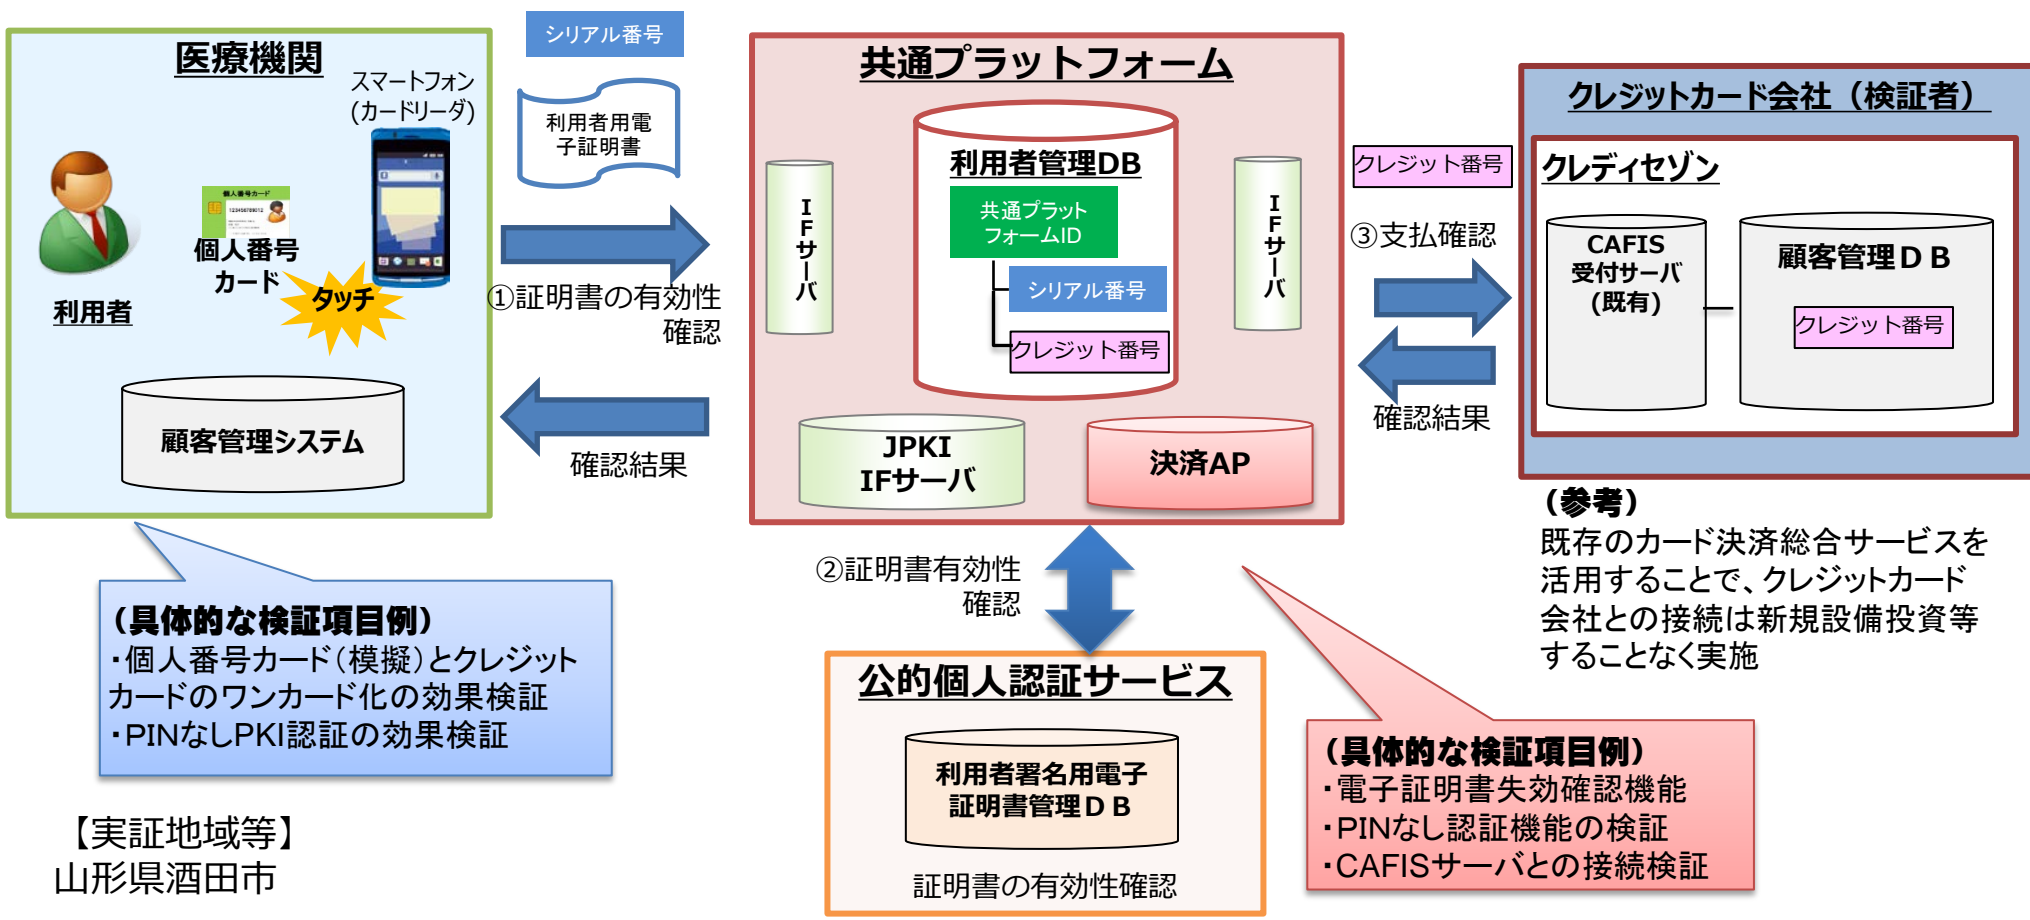 医療機関
スマートフォン
(カードリーダ)
個人番号カード
123456789012
個人番号
カード
タッチ
利用者
顧客管理システム
シリアル番号
利用者用電
子証明書
①証明書の有効性
確認
確認結果
共通プラットフォーム
利用者管理DB
共通プラット
フォームID
シリアル番号
クレジット番号
IFサーバ
IFサーバ
JPKI
IFサーバ
決済AP
クレジット番号
③支払確認
確認結果
クレジットカード会社（検証者）
クレディセゾン
CAFIS
受付サーバ
(既有)
顧客管理ＤＢ
クレジット番号
（参考）
既存のカード決済総合サービスを
活用することで、クレジットカード
会社との接続は新規設備投資等
することなく実施
②証明書有効性
確認
公的個人認証サービス
利用者署名用電子
証明書管理ＤＢ
証明書の有効性確認
（具体的な検証項目例）
・個人番号カード（模擬）とクレジット
カードのワンカード化の効果検証
・PINなしPKI認証の効果検証
（具体的な検証項目例）
・電子証明書失効確認機能
・PINなし認証機能の検証
・CAFISサーバとの接続検証
【実証地域等】
山形県酒田市